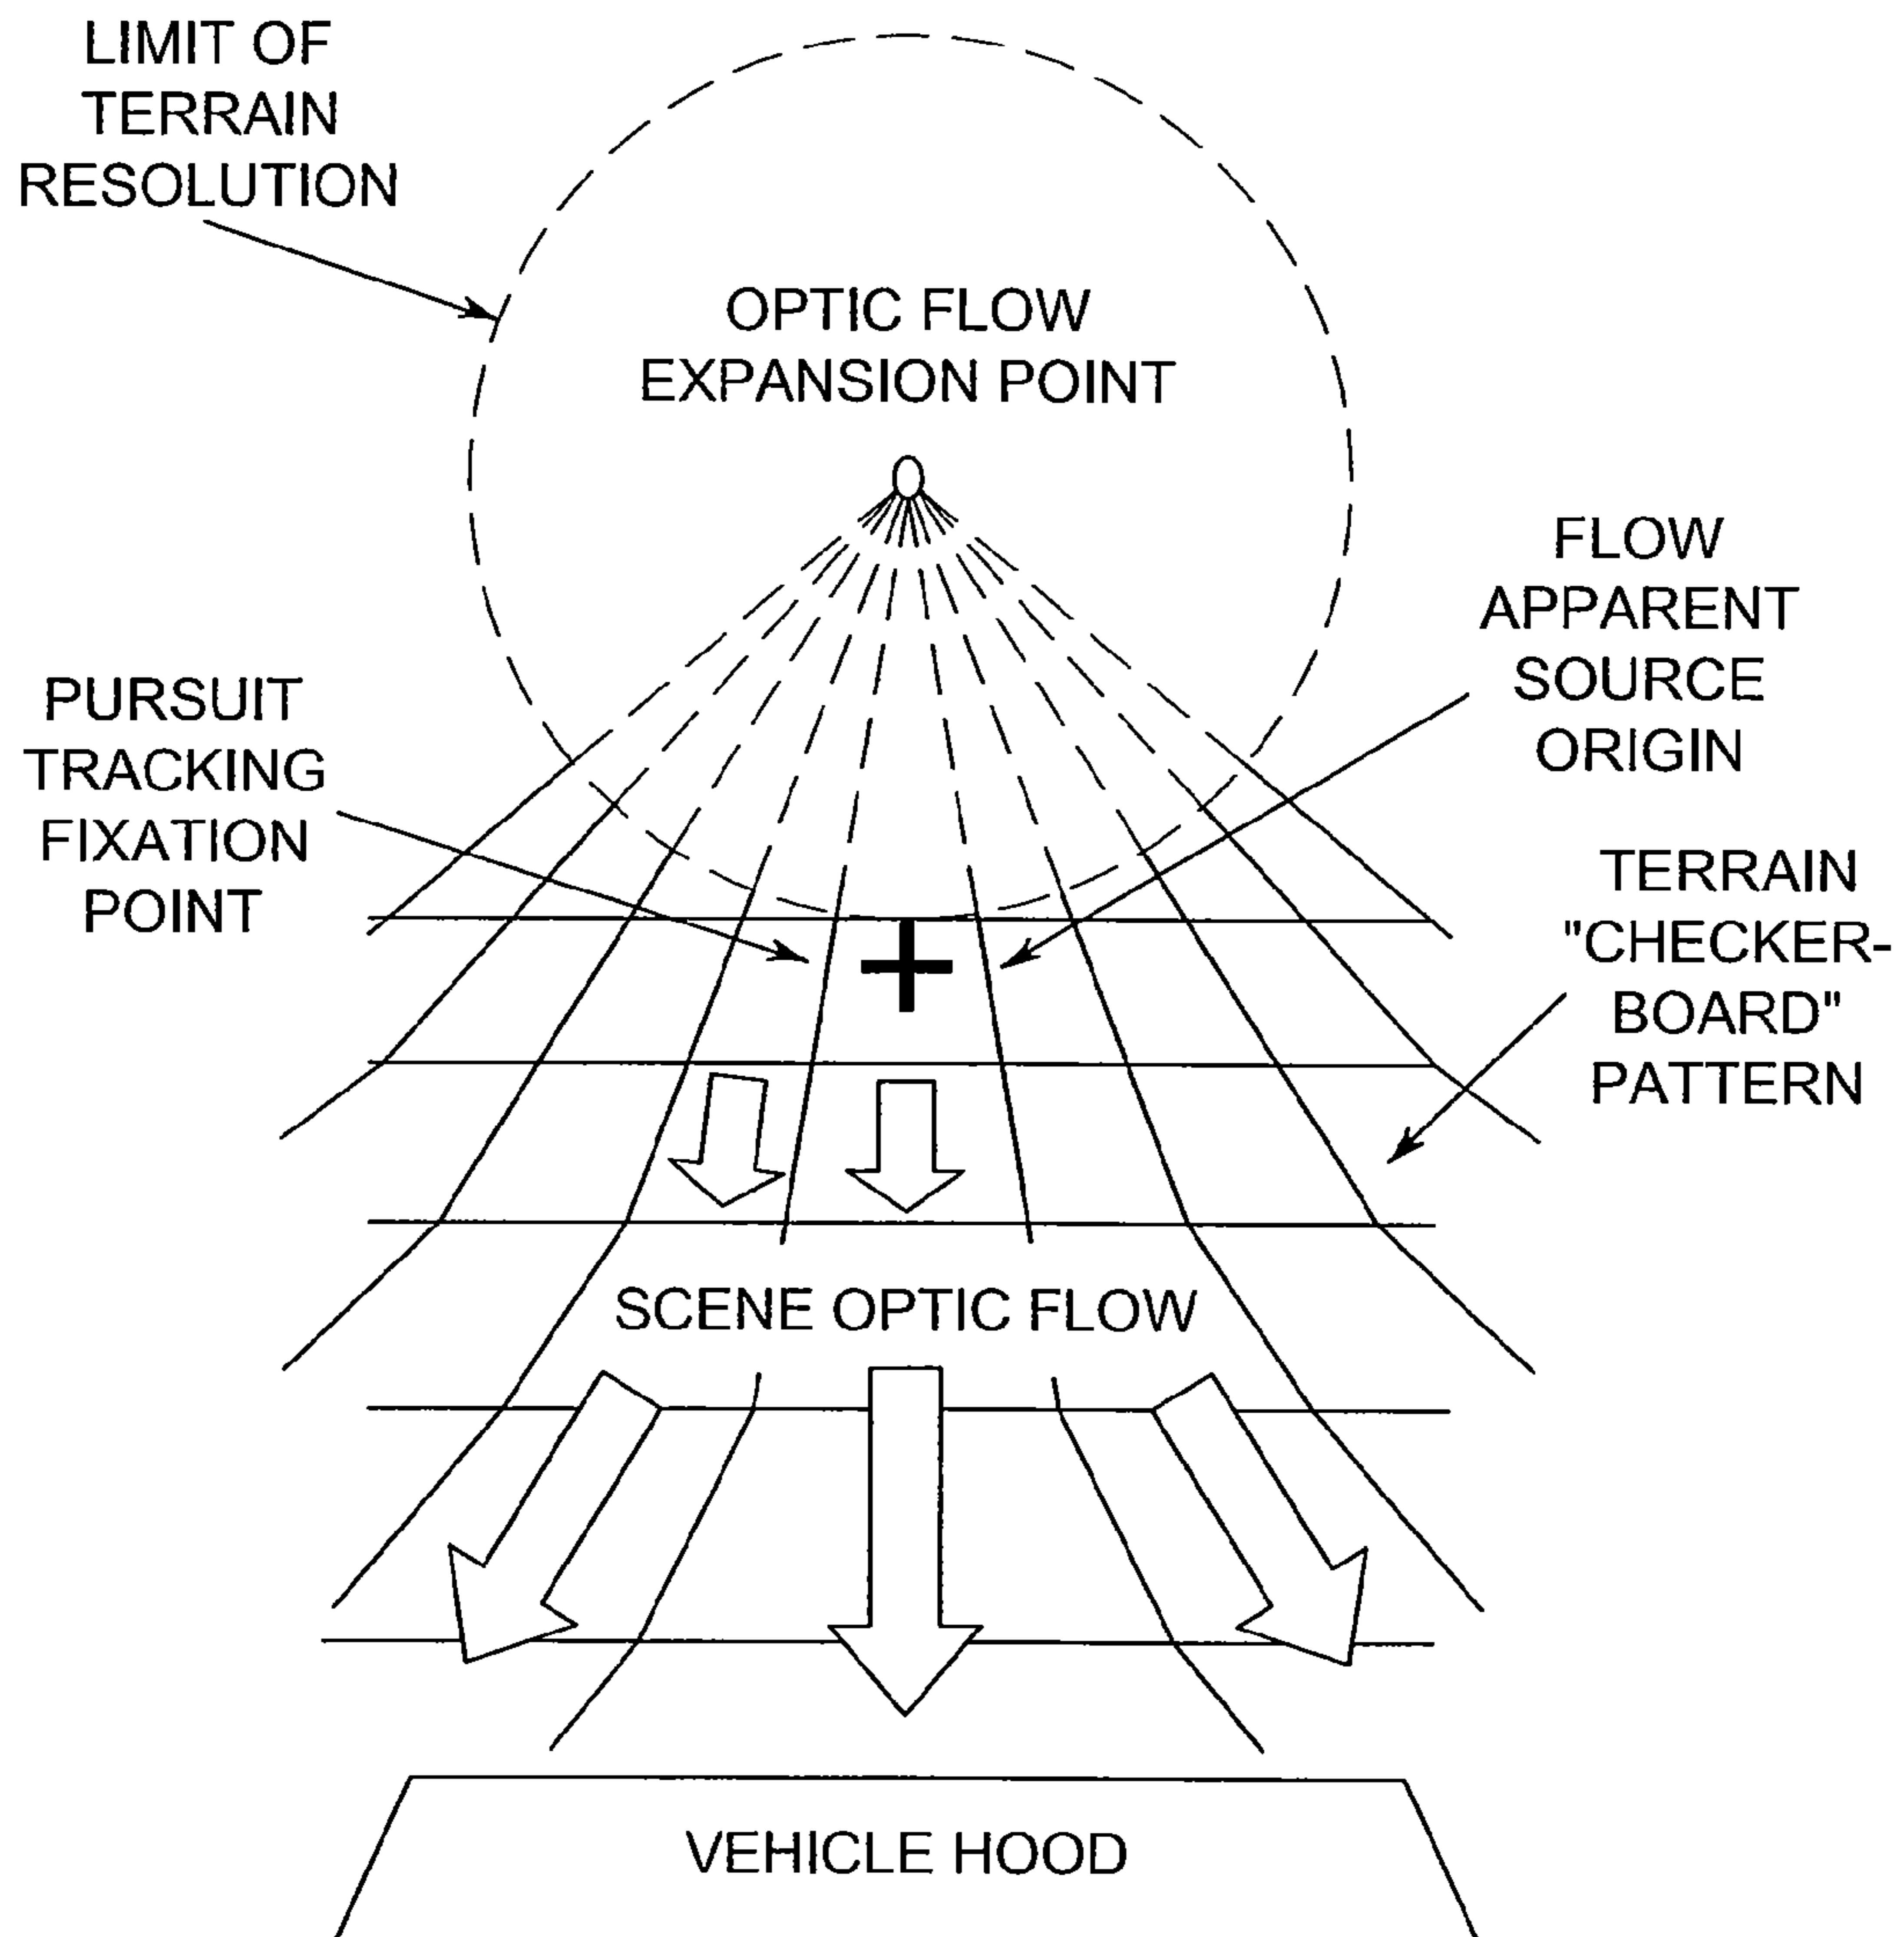 LIMIT OF
TERRAIN
RESOLUTION
OPTIC FLOW
EXPANSION POINT
FLOW
APPARENT
SOURCE
ORIGIN
PURSUIT
TRACKING
FIXATION
POINT
TERRAIN
"CHECKER-
BOARD"
PATTERN
SCENE OPTIC FLOW
VEHICLE HOOD